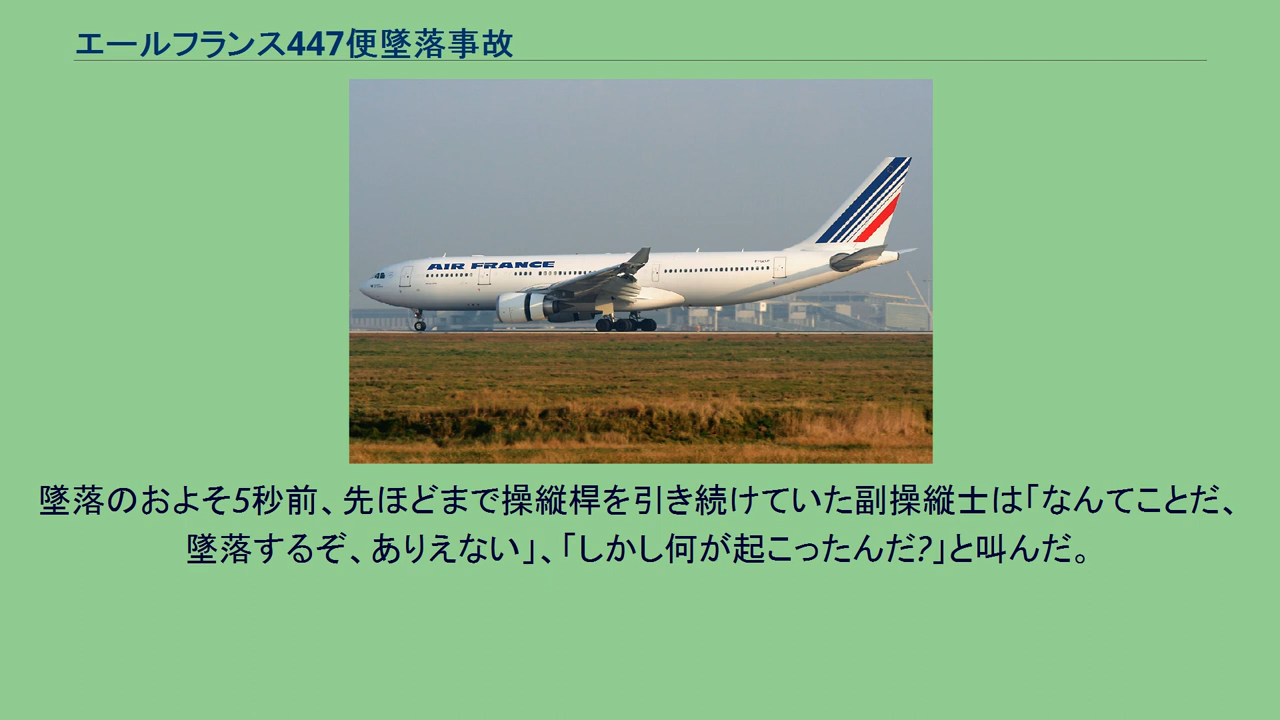 エールフランス447便墜落事故
AIR FRANCE
墜落のおよそ5秒前、先ほどまで操縦桿を引き続けていた副操縦士は「なんてことだ、
墜落するぞ、ありえない」、「しかし何が起こったんだ?」と叫んだ。